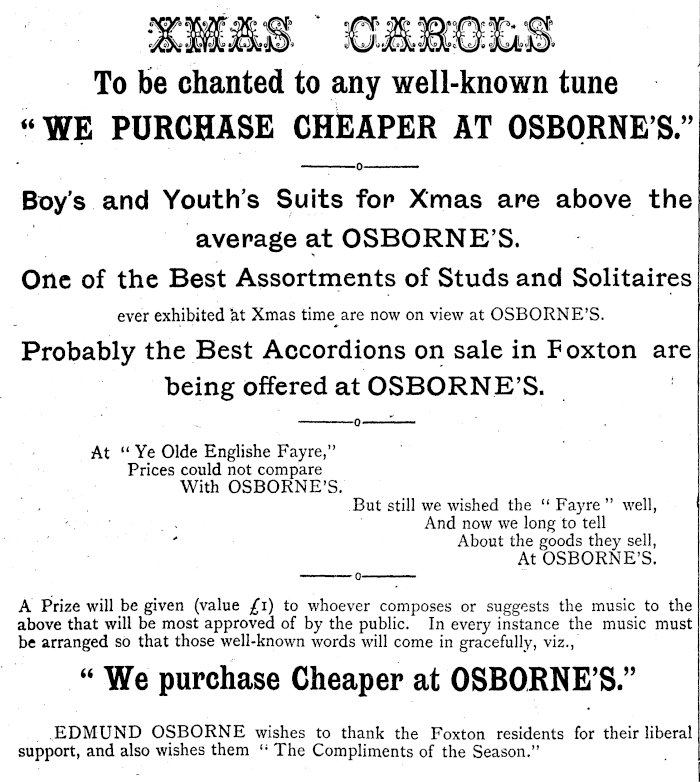 XMAS CAROLS
To be chanted to any well-known tune
“WE PURCHASE CHEAPER AT OSBORNE'S.”
Boy's and Youth's Suits for Xmas are above the
average at OSBORNE'S.
One of the Best Assortments of Studs and Solitaires
ever exhibited at Xmas time are now on view at OSBORNE'S.
Probably the Best Accordions on sale in Foxton are
being offered at OSBORNE'S.
At “Ye Olde Englishe Fayre,”
Prices could not compare
With OSBORNE'S.
But still we wished the “Fayre” well,
And now we long to tell
About the goods they sell,
At OSBORNE'S.
A Prize will be given (value £1) to whoever composes or suggests the music to the
above that will be most approved of by the public. In every instance the music must
be arranged so that those well-known words will come in gracefully, viz.,
“We purchase Cheaper at OSBORNE'S.”
EDMUND OSBORNE wishes to thank the Foxton residents for their liberal
support, and also wishes them “The Compliments of the Season.”